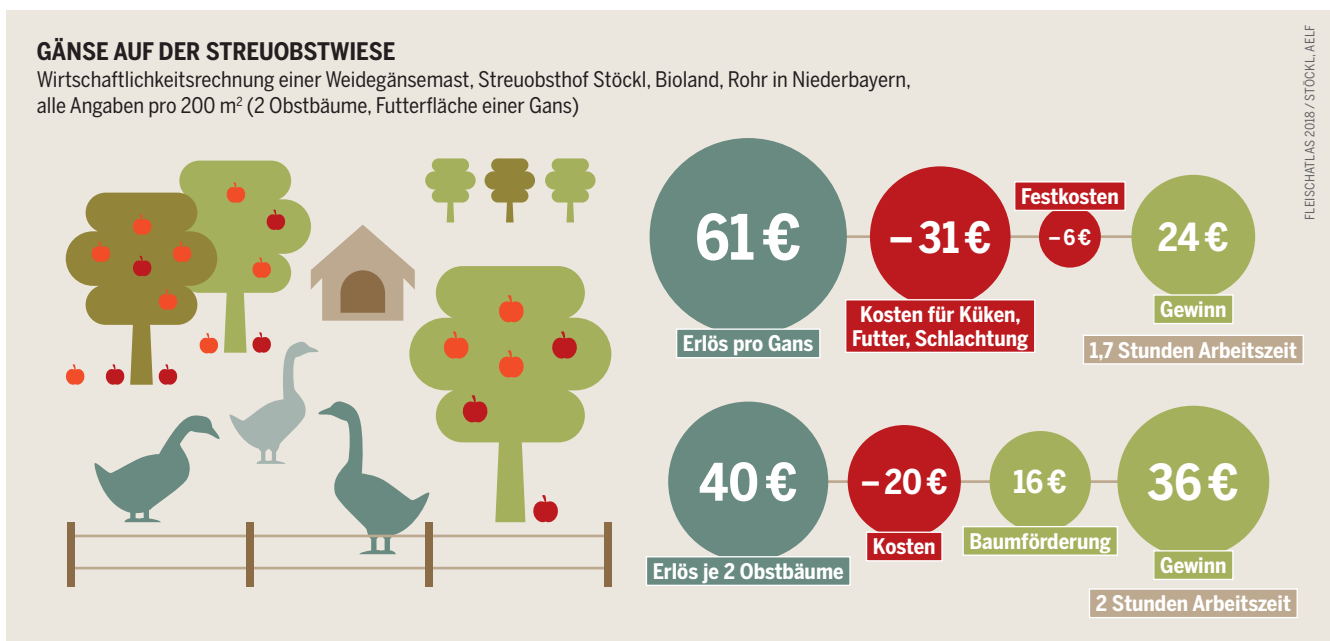 GÄNSE AUF DER STREUOBSTWIESE
Wirtschaftlichkeitsrechnung einer Weidegänsemast, Streuobsthof Stöckl, Bioland, Rohr in Niederbayern,
alle Angaben pro 200 m² (2 Obstbäume, Futterfläche einer Gans)
FLEISCHATLAS 2018 / STÖCKL, AELF
61 €
Erlös pro Gans
– 31 €
Kosten für Küken,
Futter, Schlachtung
Festkosten
– 6 €
24 €
Gewinn
1,7 Stunden Arbeitszeit
40 €
Erlös je 2 Obstbäume
– 20 €
Kosten
16 €
Baumförderung
36 €
Gewinn
2 Stunden Arbeitszeit